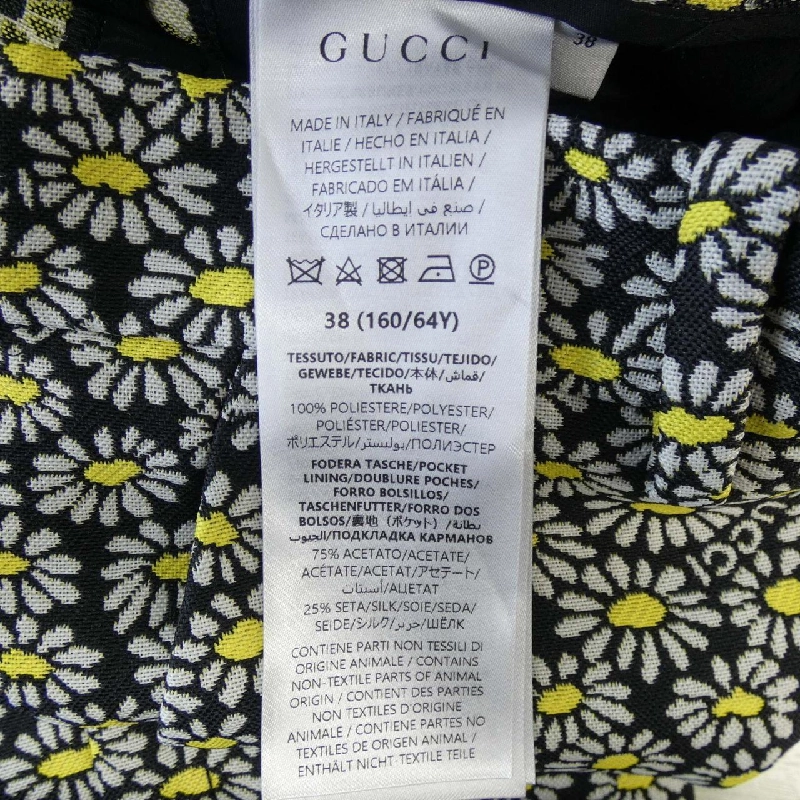 GUCCI
38
MADE IN ITALY / FABRIQUÉ EN
ITALIE / HECHO EN ITALIA /
HERGESTELLT IN ITALIEN /
FABRICADO EM ITÁLIA /
イタリア製 / صنع في إيطاليا /
СДЕЛАНО В ИТАЛИИ
38 (160/64Y)
TESSUTO/FABRIC/TISSU/TEJIDO/
GEWEBE/TECIDO/本体/قماش/
ТКАНЬ
100% POLIESTERE/POLYESTER/
POLIÉSTER/POLIESTER/
ポリエステル/بوليستر/ПОЛИЭСТЕР
FODERA TASCHE/POCKET
LINING/DOUBLURE POCHES/
FORRO BOLSILLOS/
TASCHENFUTTER/FORRO DOS
BOLSOS/裏地 (ポケット) /بطانة
الجيوب/ПОДКЛАДКА КАРМАНОВ
75% ACETATO/ACETATE/
ACÉTATE/ACETAT/アセテート/
أسيتات/АЦЕТАТ
25% SETA/SILK/SOIE/SEDA/
SEIDE/シルク/حرير/ШЁЛК
CONTIENE PARTI NON TESSILI DI
ORIGINE ANIMALE / CONTAINS
NON-TEXTILE PARTS OF ANIMAL
ORIGIN / CONTIENT DES PARTIES
NON TEXTILES D'ORIGINE
ANIMALE / CONTIENE PARTES NO
TEXTILES DE ORIGEN ANIMAL/
ENTHÄLT NICHT-TEXTILE TEILE